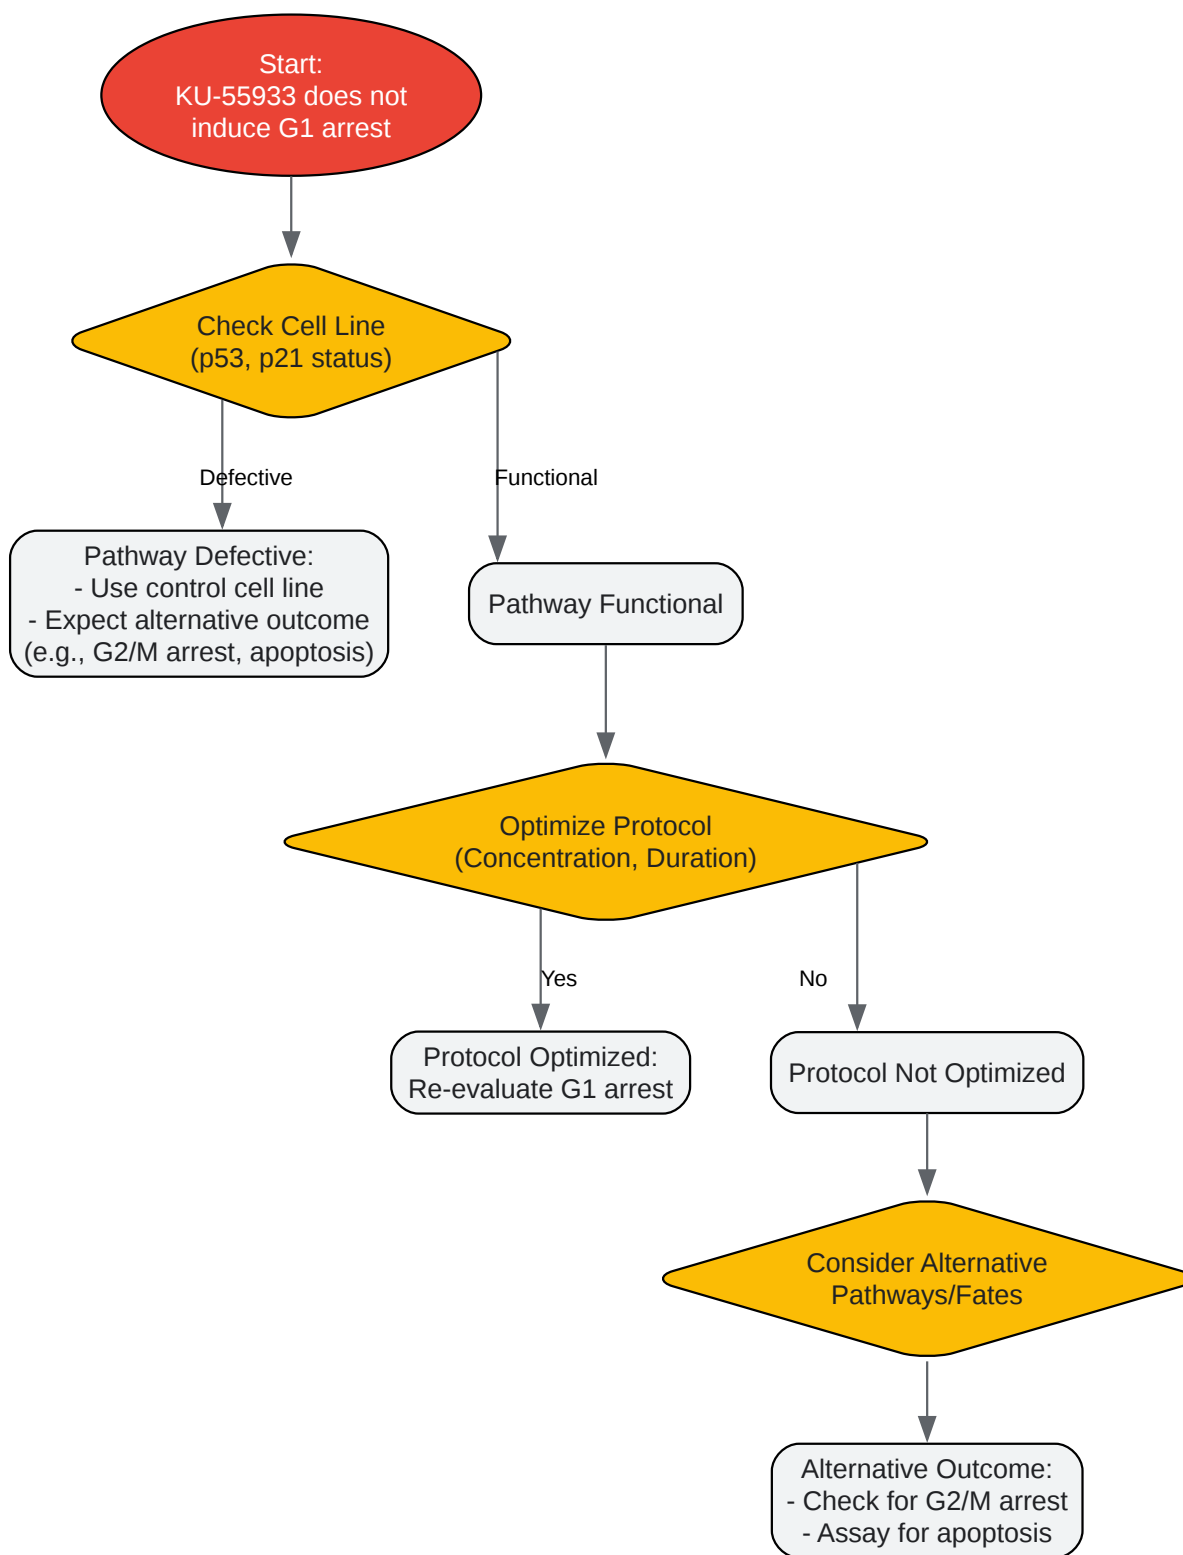 Start:
KU-55933 does not
induce G1 arrest
Check Cell Line
(p53, p21 status)
Defective
Functional
Pathway Defective:
- Use control cell line
- Expect alternative outcome
(e.g., G2/M arrest, apoptosis)
Pathway Functional
Optimize Protocol
(Concentration, Duration)
Yes
No
Protocol Optimized:
Re-evaluate G1 arrest
Protocol Not Optimized
Consider Alternative
Pathways/Fates
Alternative Outcome:
- Check for G2/M arrest
- Assay for apoptosis